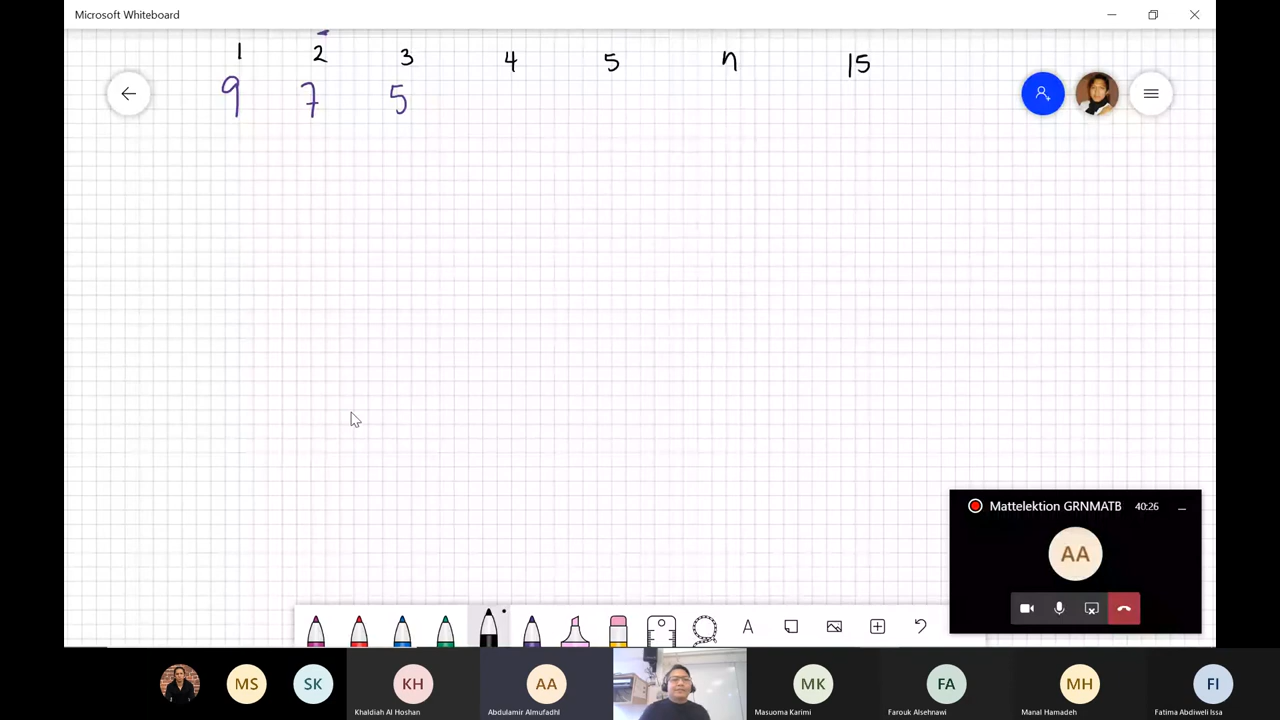 Microsoft Whiteboard
1 2 3 4 5 n 15
9 7 5
Mattelektion GRNMATB 40:26
AA
A
MS SK KH AA MK FA MH FI
Khaldiah Al Hoshan Abdulamir Almufadhl Masuoma Karimi Farouk Alsehnawi Manal Hamadeh Fatima Abdiweli Issa